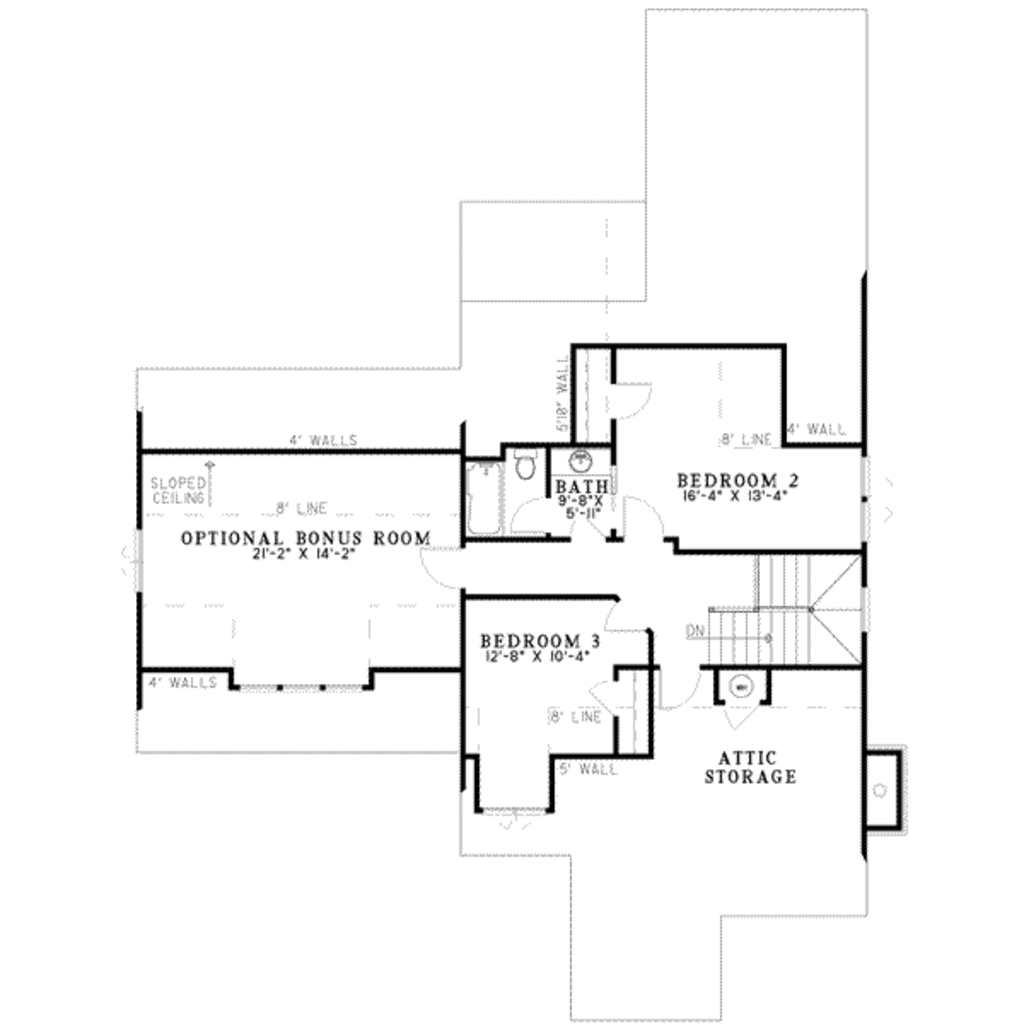 5'10" WALL
4' WALL
8' LINE
4' WALLS
BEDROOM 2
16'-4" X 13'-4"
BATH
9'-8"X
5'-11"
SLOPED
CEILING
8' LINE
OPTIONAL BONUS ROOM
21'-2" X 14'-2"
DN
BEDROOM 3
12'-8" X 10'-4"
4' WALLS
WH
8' LINE
5' WALL
ATTIC
STORAGE